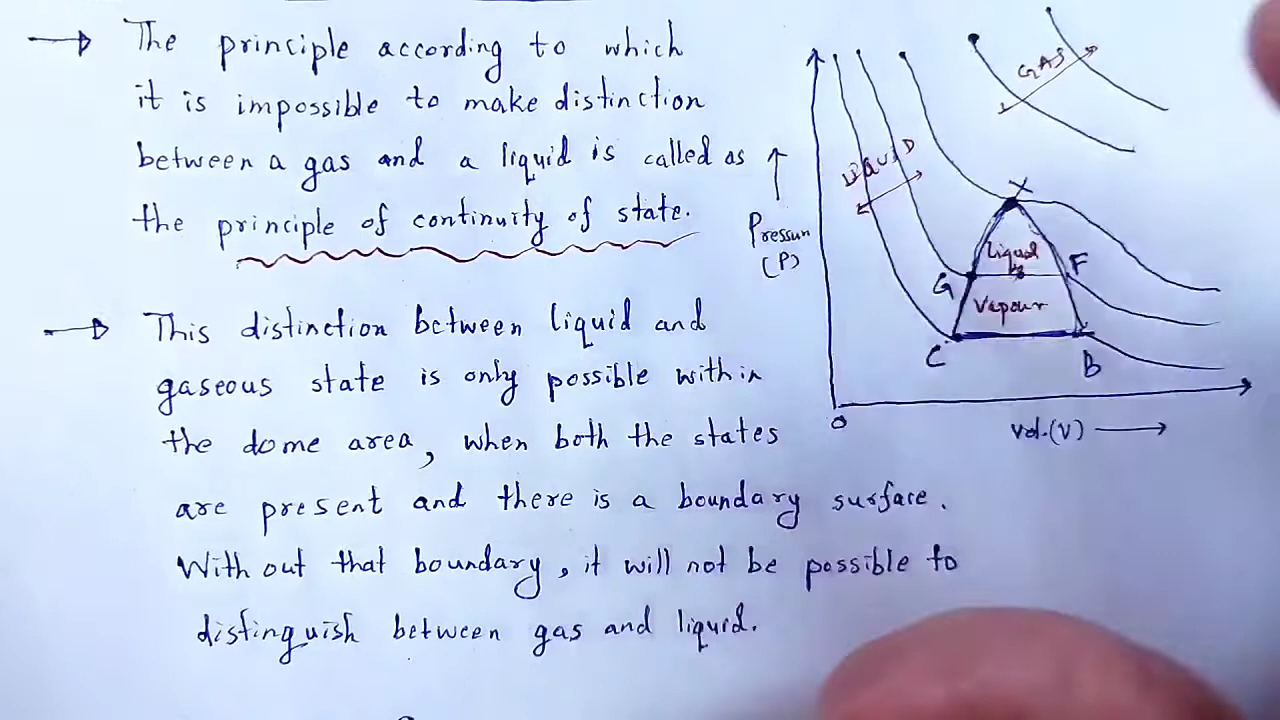 The principle according to which
it is impossible to make distinction
between a gas and a liquid is called as
the principle of continuity of state.
This distinction between liquid and
gaseous state is only possible within
the dome area, when both the states
are present and there is a boundary surface.
With out that boundary, it will not be possible to
distinguish between gas and liquid.
GAS
LIQUID
X
Pressure
(P)
Liquid
G
F
Vapour
C
B
O
Vol.(V)